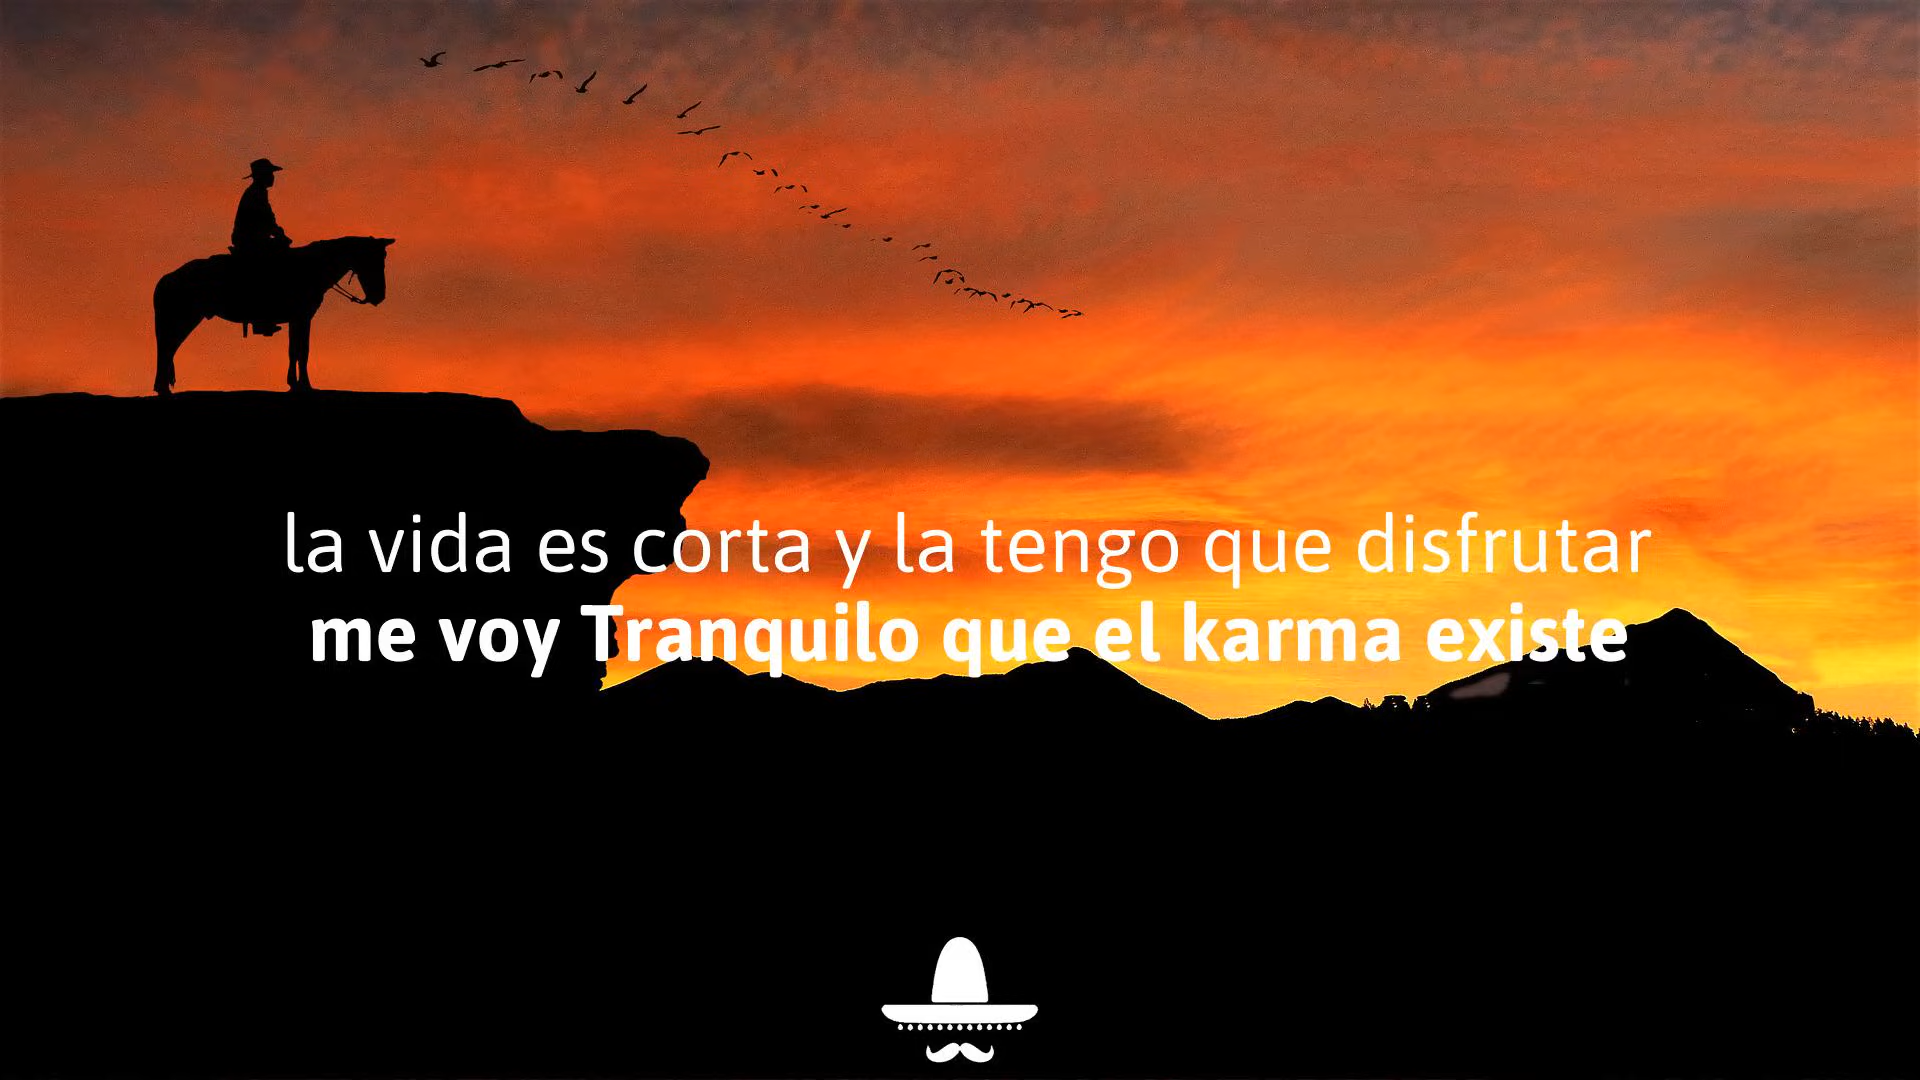 la vida es corta y la tengo que disfrutar
me voy Tranquilo que el karma existe